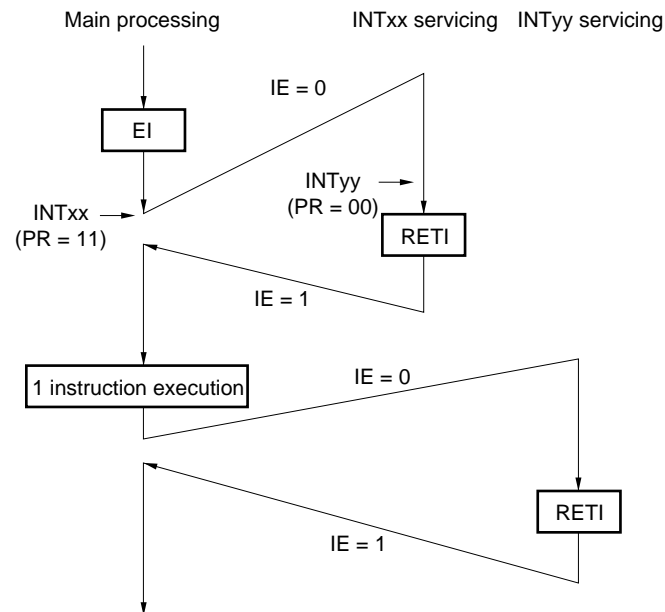 Main processing
INTxx servicing
INTyy servicing
IE = 0
EI
INTyy
(PR = 00)
INTxx
(PR = 11)
RETI
IE = 1
1 instruction execution
IE = 0
RETI
IE = 1